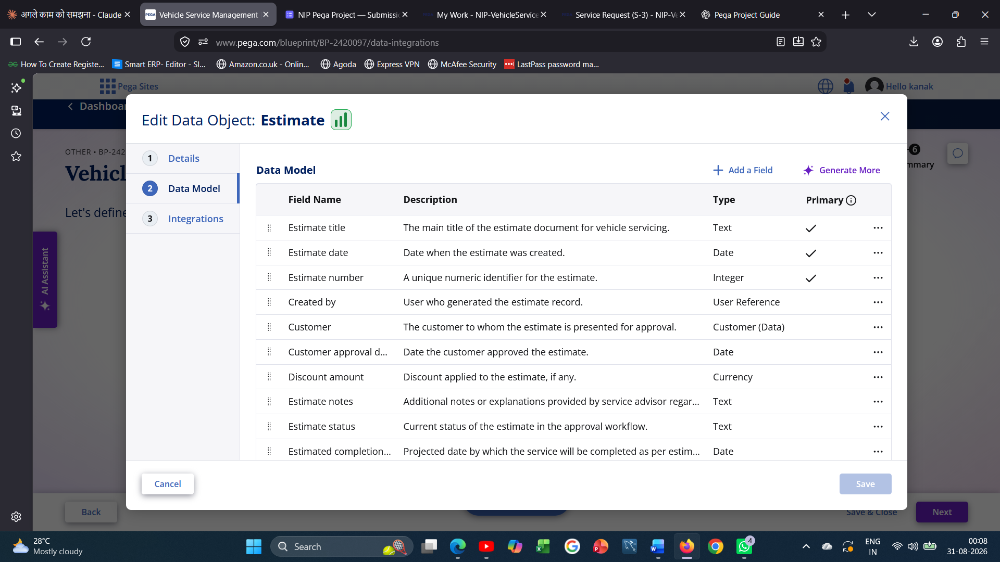 अगले काम को समझना - Claude
Vehicle Service Management
NIP Pega Project — Submissio
My Work - NIP-VehicleService
Service Request (S-3) - NIP-Ve
Pega Project Guide
www.pega.com/blueprint/BP-2420097/data-integrations
How To Create Registe...
Smart ERP- Editor - SI...
Amazon.co.uk - Onlin...
Agoda
Express VPN
McAfee Security
LastPass password ma...
Pega Sites
Hello kanak
Dashboar
Edit Data Object: Estimate
OTHER • BP-242
Vehicl
Let's define
6
mmary
AI Assistant
1 Details
2 Data Model
3 Integrations
Data Model
Add a Field
Generate More
Field Name Description Type Primary
Estimate title The main title of the estimate document for vehicle servicing. Text
Estimate date Date when the estimate was created. Date
Estimate number A unique numeric identifier for the estimate. Integer
Created by User who generated the estimate record. User Reference
Customer The customer to whom the estimate is presented for approval. Customer (Data)
Customer approval d... Date the customer approved the estimate. Date
Discount amount Discount applied to the estimate, if any. Currency
Estimate notes Additional notes or explanations provided by service advisor regar... Text
Estimate status Current status of the estimate in the approval workflow. Text
Estimated completion... Projected date by which the service will be completed as per estim... Date
Cancel
Save
Back
Save & Close
Next
28°C
Mostly cloudy
Search
4
ENG
IN
00:08
31-08-2026